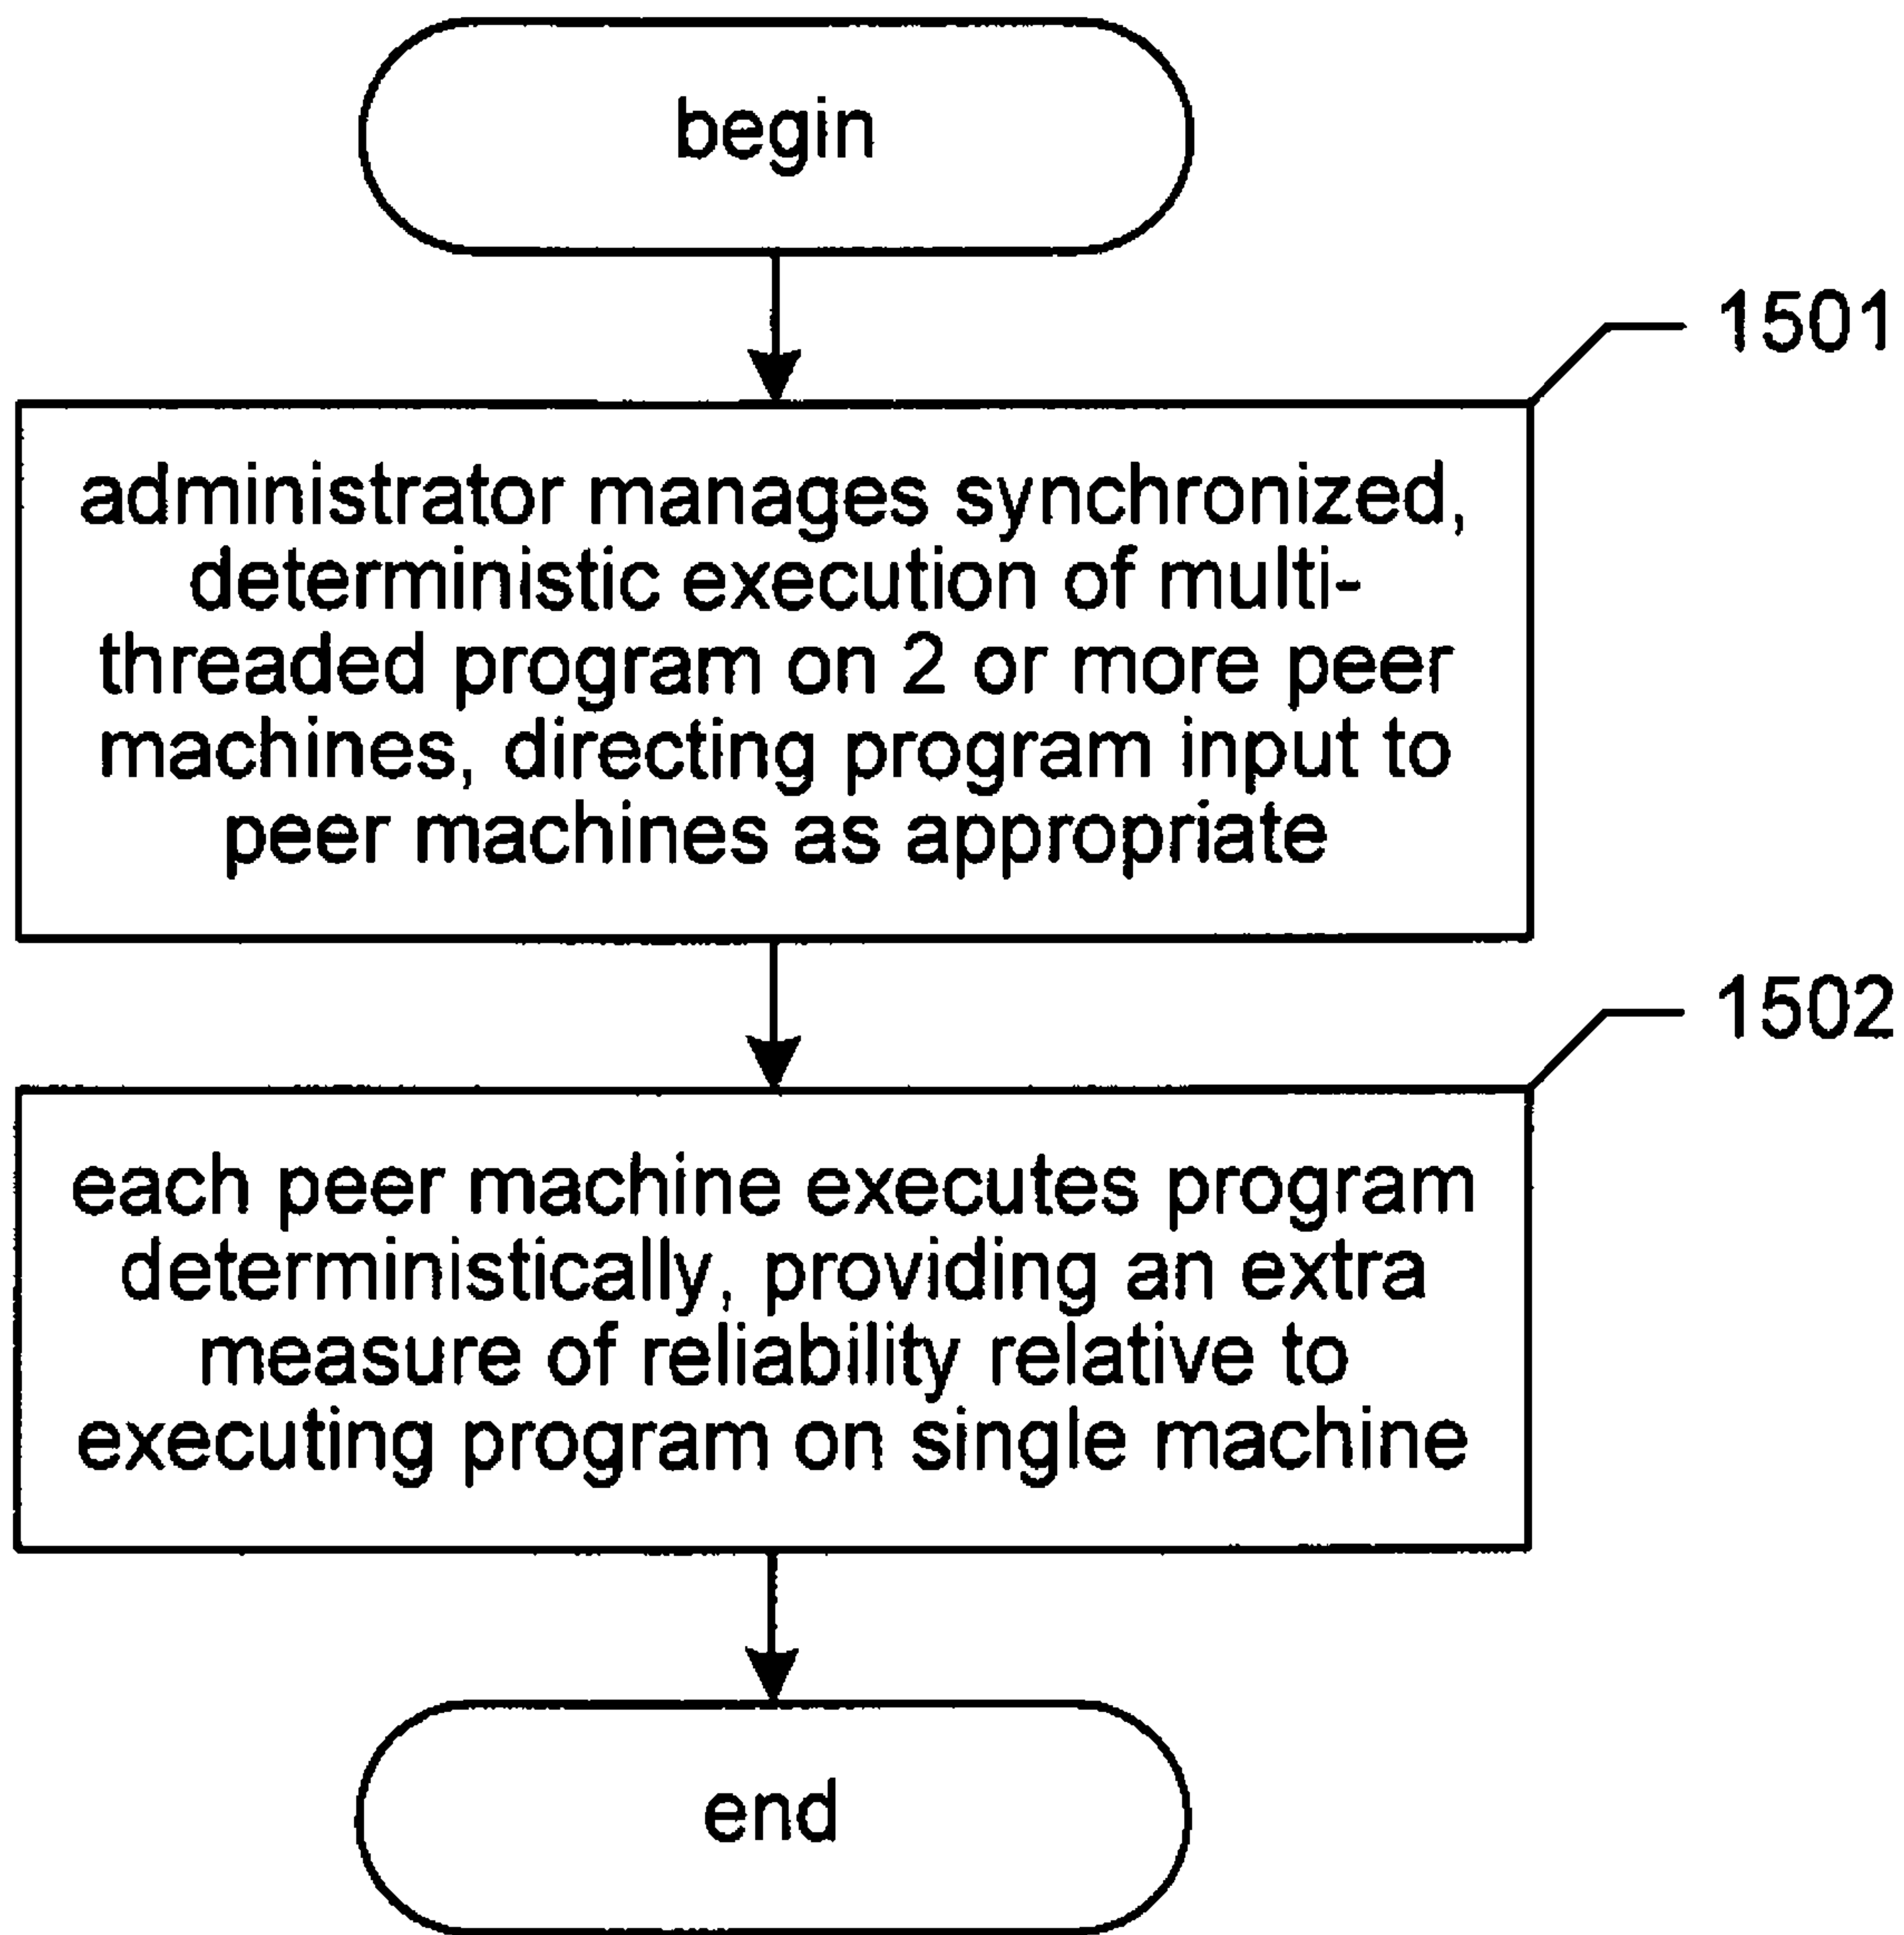 begin
1501
administrator manages synchronized,
deterministic execution of multi-
threaded program on 2 or more peer
machines, directing program input to
peer machines as appropriate
1502
each peer machine executes program
deterministically, providing an extra
measure of reliability relative to
executing program on single machine
end